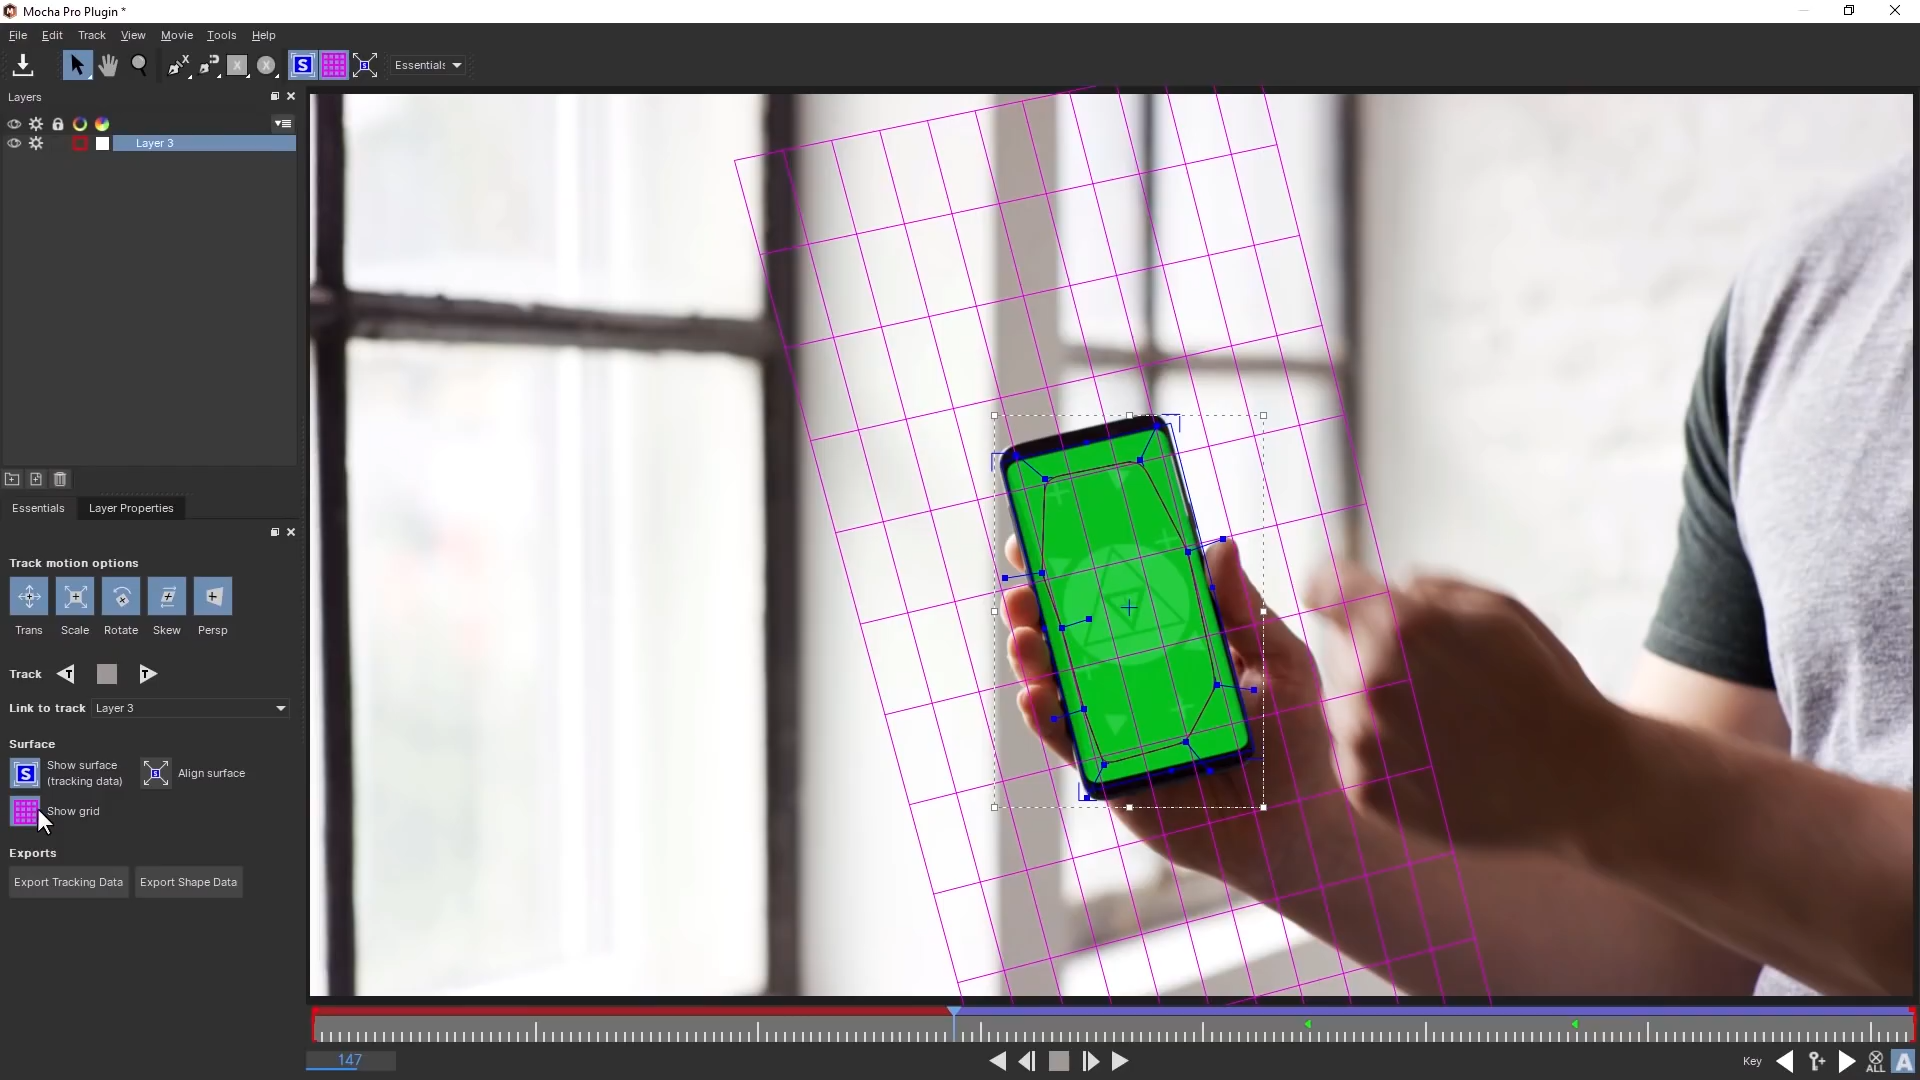 Mocha Pro Plugin *
File Edit Track View Movie Tools Help
S Essentials
Layers
Layer 3
Essentials Layer Properties
Track motion options
Trans Scale Rotate Skew Persp
Track T T
Link to track Layer 3
Surface
S Show surface
(tracking data)
Align surface
Show grid
Exports
Export Tracking Data Export Shape Data
147
Key ALL A